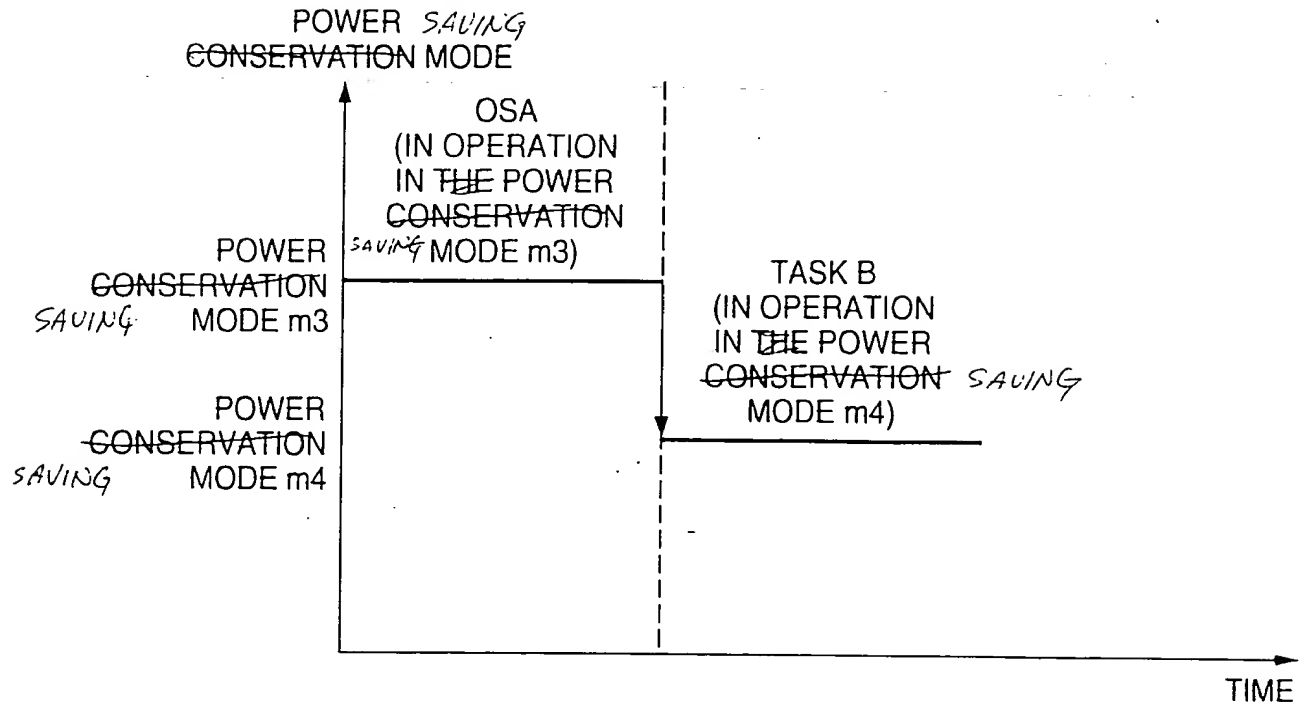 POWER SAVING
CONSERVATION MODE
OSA
(IN OPERATION
IN THE POWER
CONSERVATION
SAVING MODE m3)
POWER
CONSERVATION
SAVING MODE m3
TASK B
(IN OPERATION
IN THE POWER
CONSERVATION SAVING
MODE m4)
POWER
CONSERVATION
SAVING MODE m4
TIME